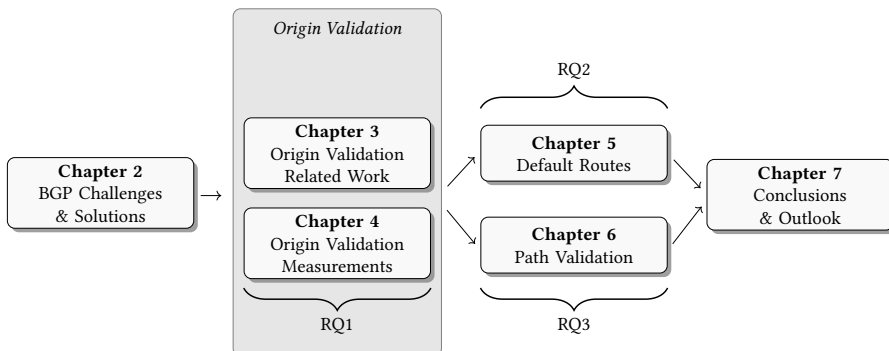 Origin Validation
RQ2
Chapter 2
BGP Challenges
& Solutions
Chapter 3
Origin Validation
Related Work
Chapter 4
Origin Validation
Measurements
RQ1
Chapter 5
Default Routes
Chapter 6
Path Validation
RQ3
Chapter 7
Conclusions
& Outlook